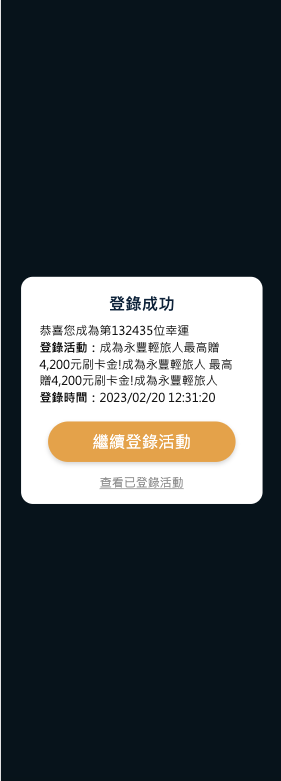 登錄成功
恭喜您成為第132435位幸運
登錄活動：成為永豐輕旅人最高贈
4,200元刷卡金!成為永豐輕旅人 最高
贈4,200元刷卡金!成為永豐輕旅人
登錄時間：2023/02/20 12:31:20
繼續登錄活動
查看已登錄活動